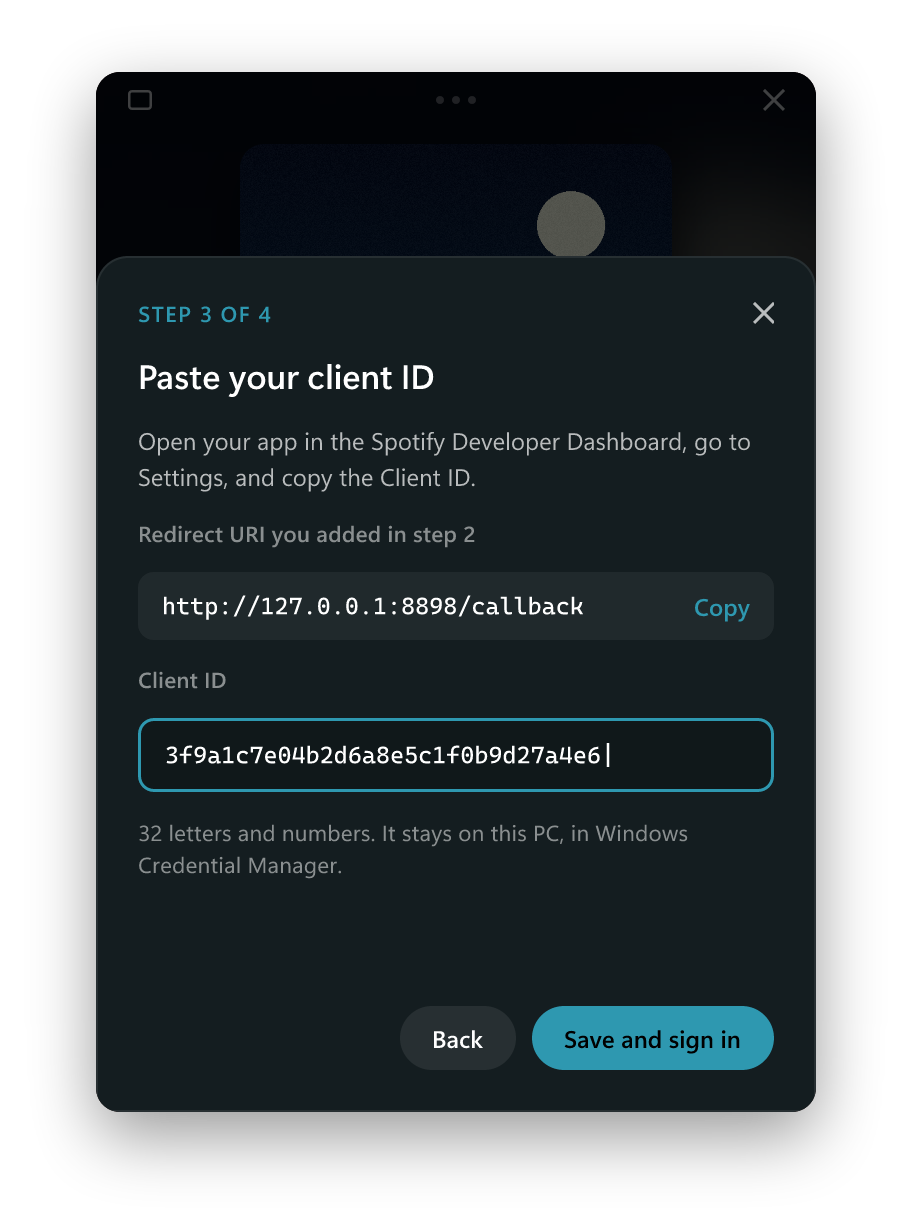 STEP 3 OF 4
Paste your client ID
Open your app in the Spotify Developer Dashboard, go to
Settings, and copy the Client ID.
Redirect URI you added in step 2
http://127.0.0.1:8898/callback
Copy
Client ID
3f9a1c7e04b2d6a8e5c1f0b9d27a4e6
32 letters and numbers. It stays on this PC, in Windows
Credential Manager.
Back
Save and sign in